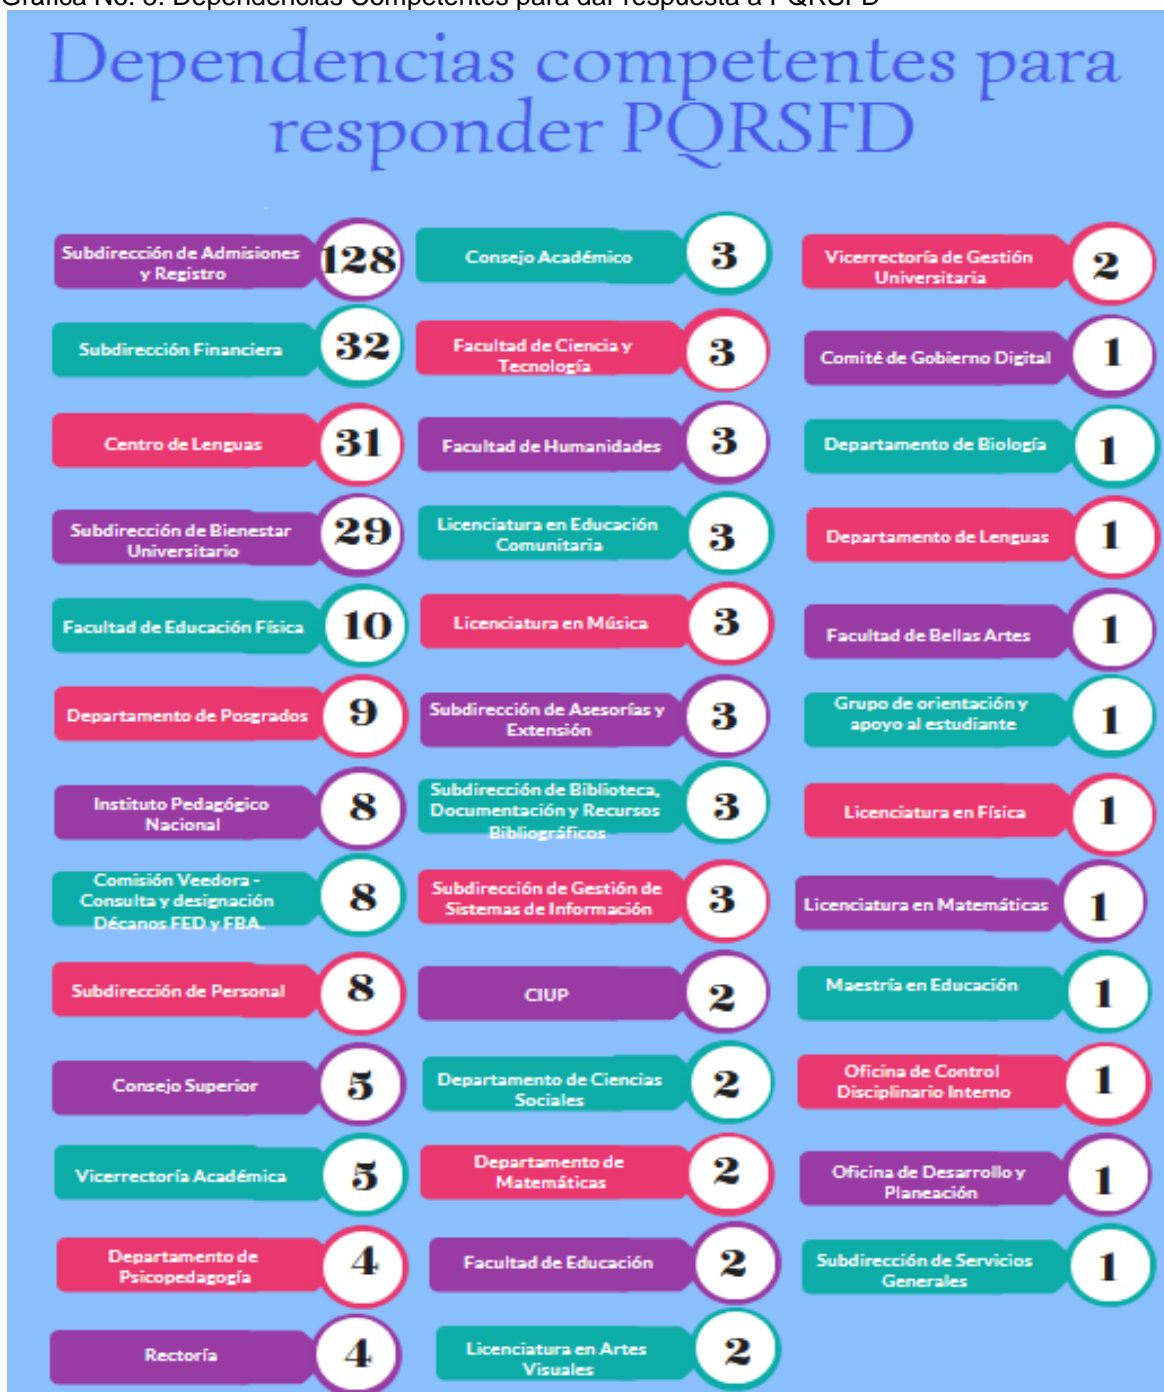 Gráfica No. 3. Dependencias Competentes para dar respuesta a PQRSFD
Dependencias competentes para
responder PQRSFD
Subdirección de Admisiones
y Registro
128
Subdirección Financiera
32
Centro de Lenguas
31
Subdirección de Bienestar
Universitario
29
Facultad de Educación Física
10
Departamento de Posgrados
9
Instituto Pedagógico
Nacional
8
Comisión Veedora -
Consulta y designación
Décanos FED y FBA.
8
Subdirección de Personal
8
Consejo Superior
5
Vicerrectoría Académica
5
Departamento de
Psicopedagogía
4
Rectoría
4
Consejo Académico
3
Facultad de Ciencia y
Tecnología
3
Facultad de Humanidades
3
Licenciatura en Educación
Comunitaria
3
Licenciatura en Música
3
Subdirección de Asesorías y
Extensión
3
Subdirección de Biblioteca,
Documentación y Recursos
Bibliográficos
3
Subdirección de Gestión de
Sistemas de Información
3
CIUP
2
Departamento de Ciencias
Sociales
2
Departamento de
Matemáticas
2
Facultad de Educación
2
Licenciatura en Artes
Visuales
2
Vicerrectoría de Gestión
Universitaria
2
Comité de Gobierno Digital
1
Departamento de Biología
1
Departamento de Lenguas
1
Facultad de Bellas Artes
1
Grupo de orientación y
apoyo al estudiante
1
Licenciatura en Física
1
Licenciatura en Matemáticas
1
Maestría en Educación
1
Oficina de Control
Disciplinario Interno
1
Oficina de Desarrollo y
Planeación
1
Subdirección de Servicios
Generales
1